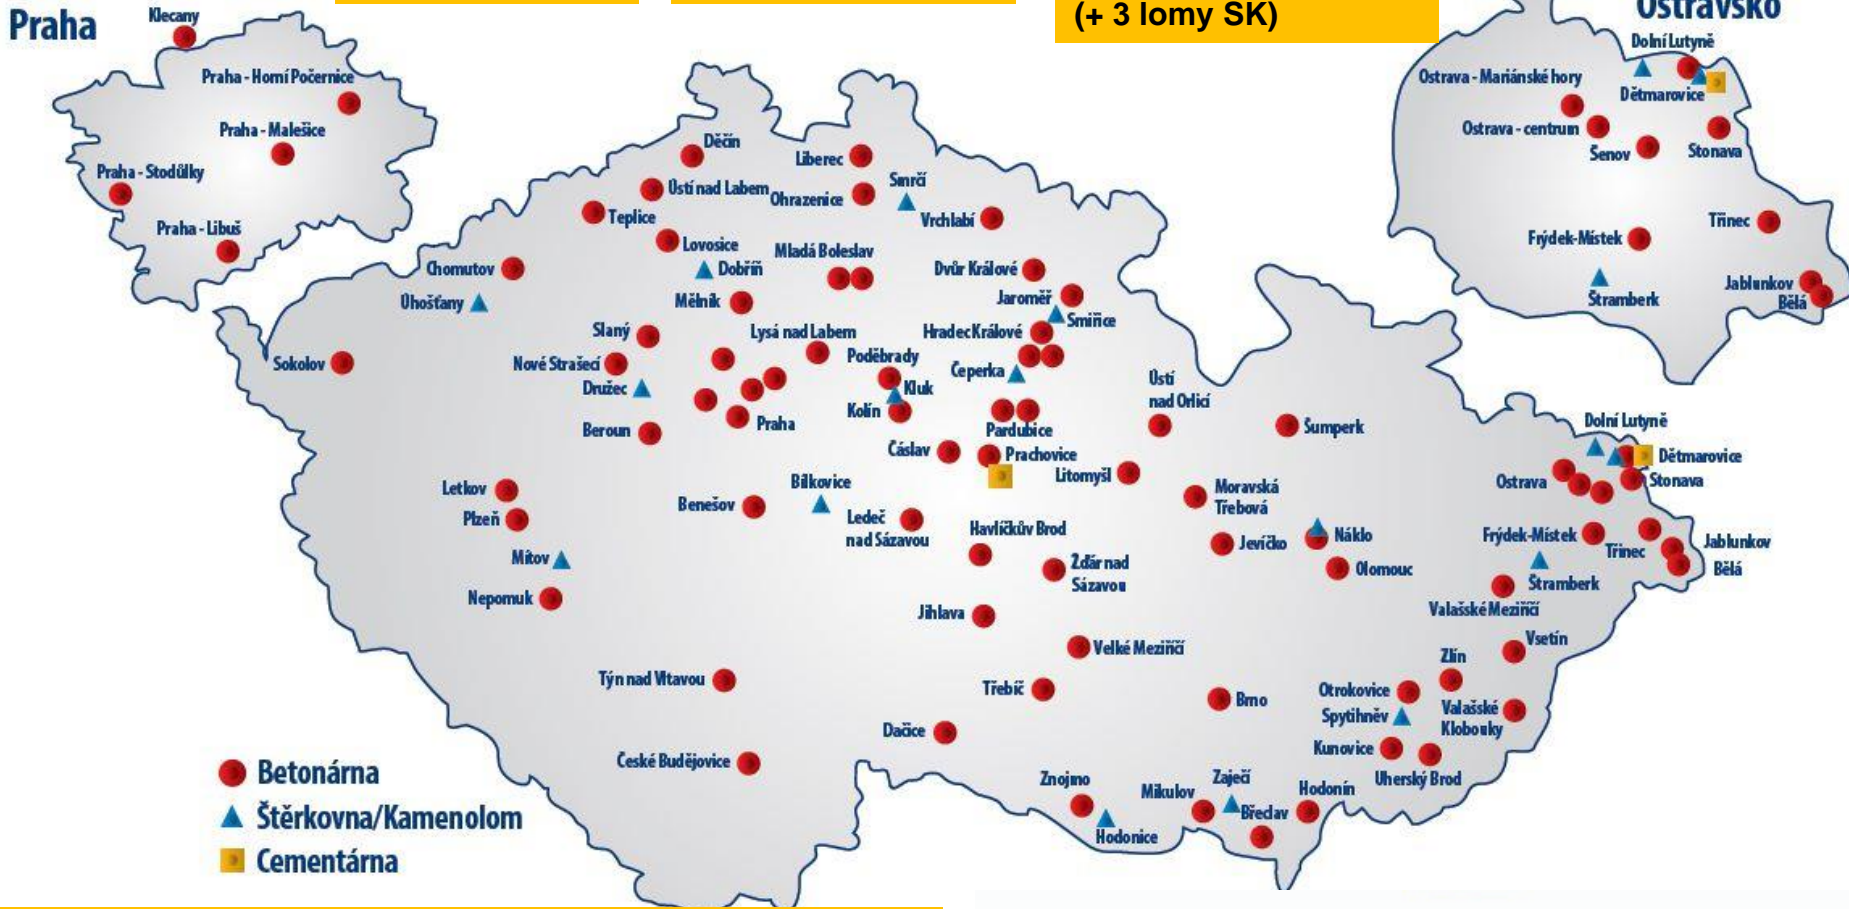 (+ 3 lomy SK)
Praha
Klecany
Praha - Horní Počernice
Praha - Malešice
Praha - Stodůlky
Praha - Libuš
Ostravsko
Dolní Lutyně
Ostrava - Mariánské hory
Dětmarovice
Ostrava - centrum
Šenov
Stonava
Třinec
Frýdek-Místek
Štramberk
Jablunkov
Bělá
Děčín
Liberec
Ústí nad Labem
Ohrazenice
Smrčí
Teplice
Vrchlabí
Lovosice
Mladá Boleslav
Chomutov
Dobříň
Dvůr Králové
Úhošťany
Mělník
Jaroměř
Smiřice
Slaný
Lysá nad Labem
Hradec Králové
Sokolov
Nové Strašecí
Poděbrady
Čeperka
Družec
Kluk
Ústí
nad Orlicí
Kolín
Beroun
Praha
Pardubice
Šumperk
Dolní Lutyně
Čáslav
Prachovice
Dětmarovice
Litomyšl
Letkov
Bílkovice
Moravská
Třebová
Ostrava
Stonava
Plzeň
Benešov
Ledeč
nad Sázavou
Havlíčkův Brod
Jevíčko
Náklo
Frýdek-Místek
Třinec
Jablunkov
Mítov
Žďár nad
Sázavou
Olomouc
Bělá
Štramberk
Nepomuk
Jihlava
Valašské Meziříčí
Velké Meziříčí
Vsetín
Zlín
Týn nad Vltavou
Třebíč
Brno
Otrokovice
Spytihněv
Valašské
Klobouky
Dačice
Kunovice
České Budějovice
Uherský Brod
Znojmo
Mikulov
Zaječí
Hodonín
Břeclav
Hodonice
Betonárna
Štěrkovna/Kamenolom
Cementárna